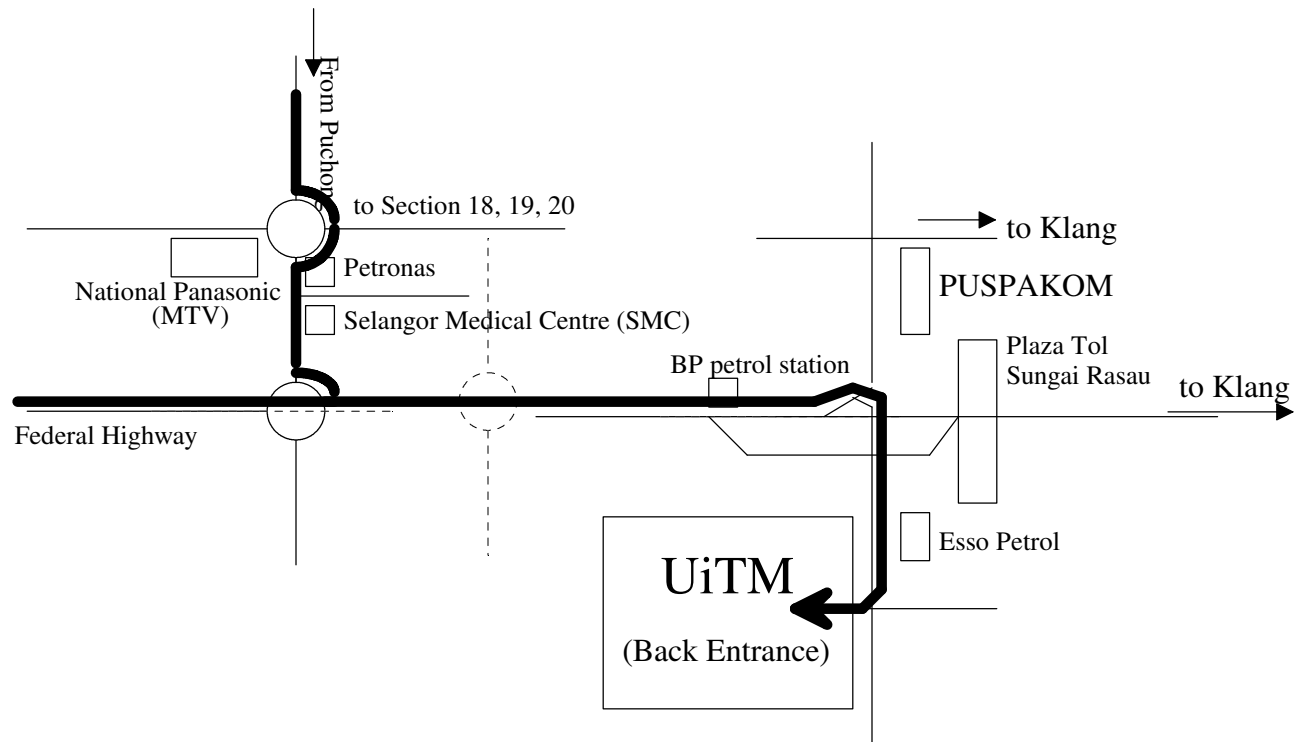 From Puchong
to Section 18, 19, 20
to Klang
Petronas
National Panasonic
(MTV)
PUSPAKOM
Selangor Medical Centre (SMC)
Plaza Tol
Sungai Rasau
BP petrol station
to Klang
Federal Highway
Esso Petrol
UiTM
(Back Entrance)